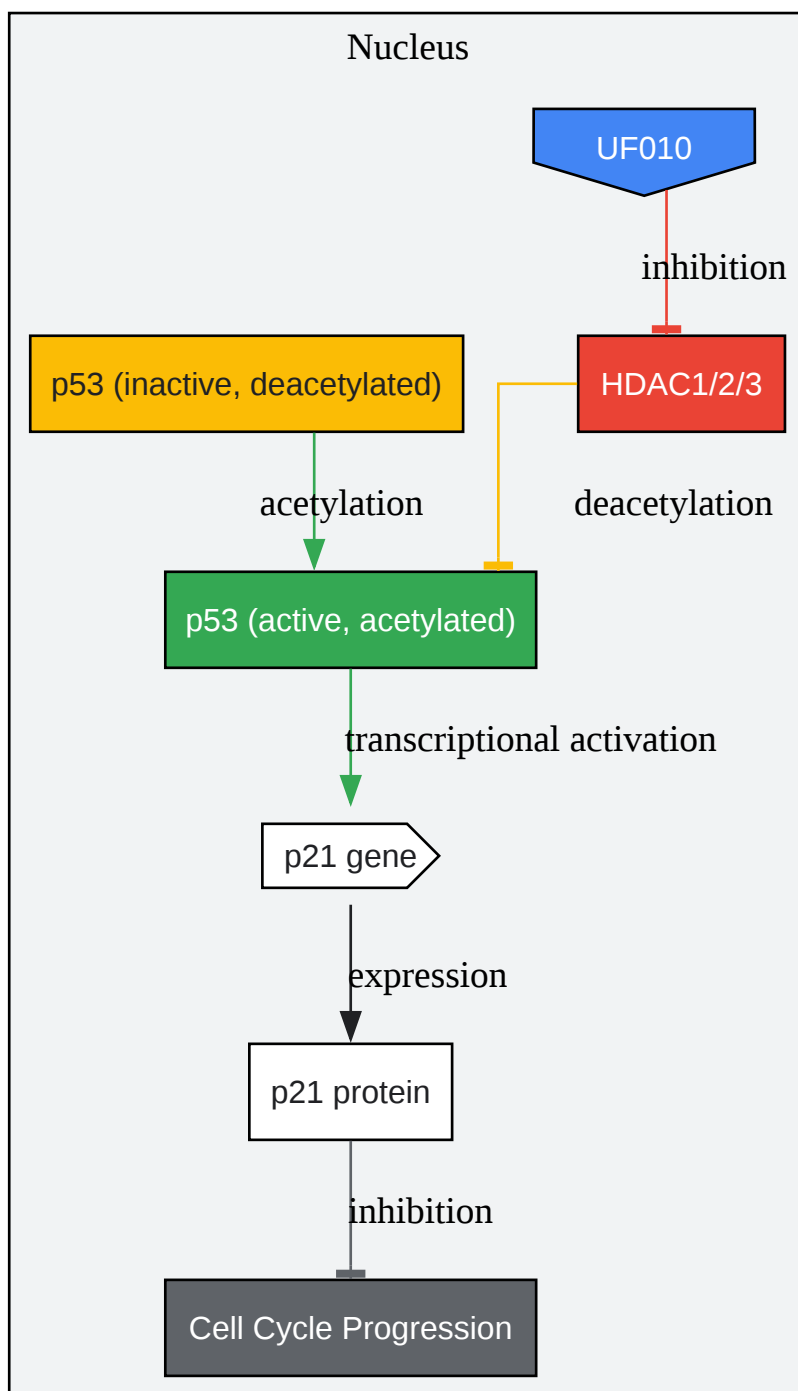 Nucleus
UF010
inhibition
p53 (inactive, deacetylated)
HDAC1/2/3
acetylation
deacetylation
p53 (active, acetylated)
transcriptional activation
p21 gene
expression
p21 protein
inhibition
Cell Cycle Progression